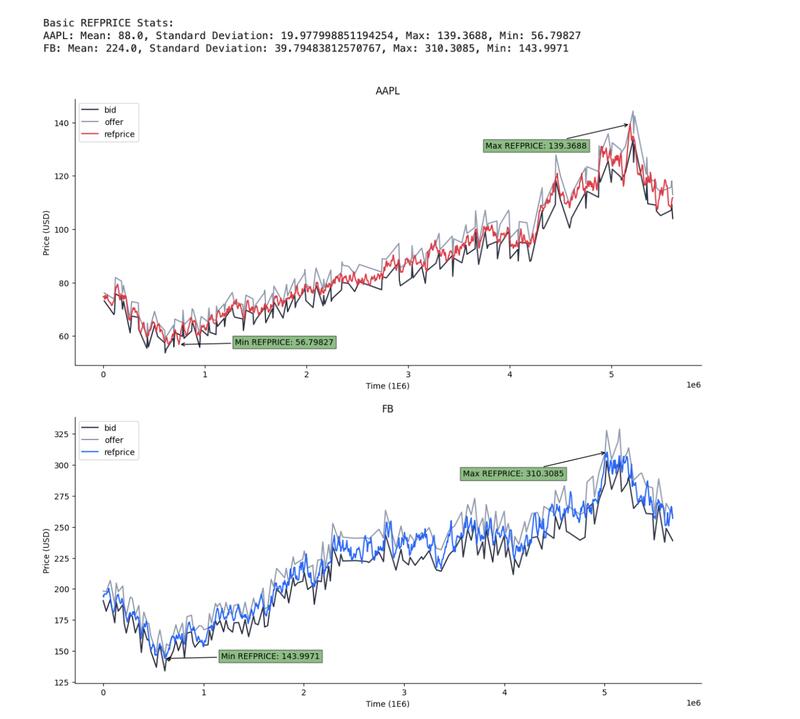 Basic REFPRICE Stats:
AAPL: Mean: 88.0, Standard Deviation: 19.977998851194254, Max: 139.3688, Min: 56.79827
FB: Mean: 224.0, Standard Deviation: 39.79483812570767, Max: 310.3085, Min: 143.9971
AAPL
bid
offer
refprice
Max REFPRICE: 139.3688
Min REFPRICE: 56.79827
Price (USD)
140
120
100
80
60
0 1 2 3 4 5
Time (1E6)
1e6
FB
bid
offer
refprice
Max REFPRICE: 310.3085
Min REFPRICE: 143.9971
Price (USD)
325
300
275
250
225
200
175
150
125
0 1 2 3 4 5
Time (1E6)
1e6